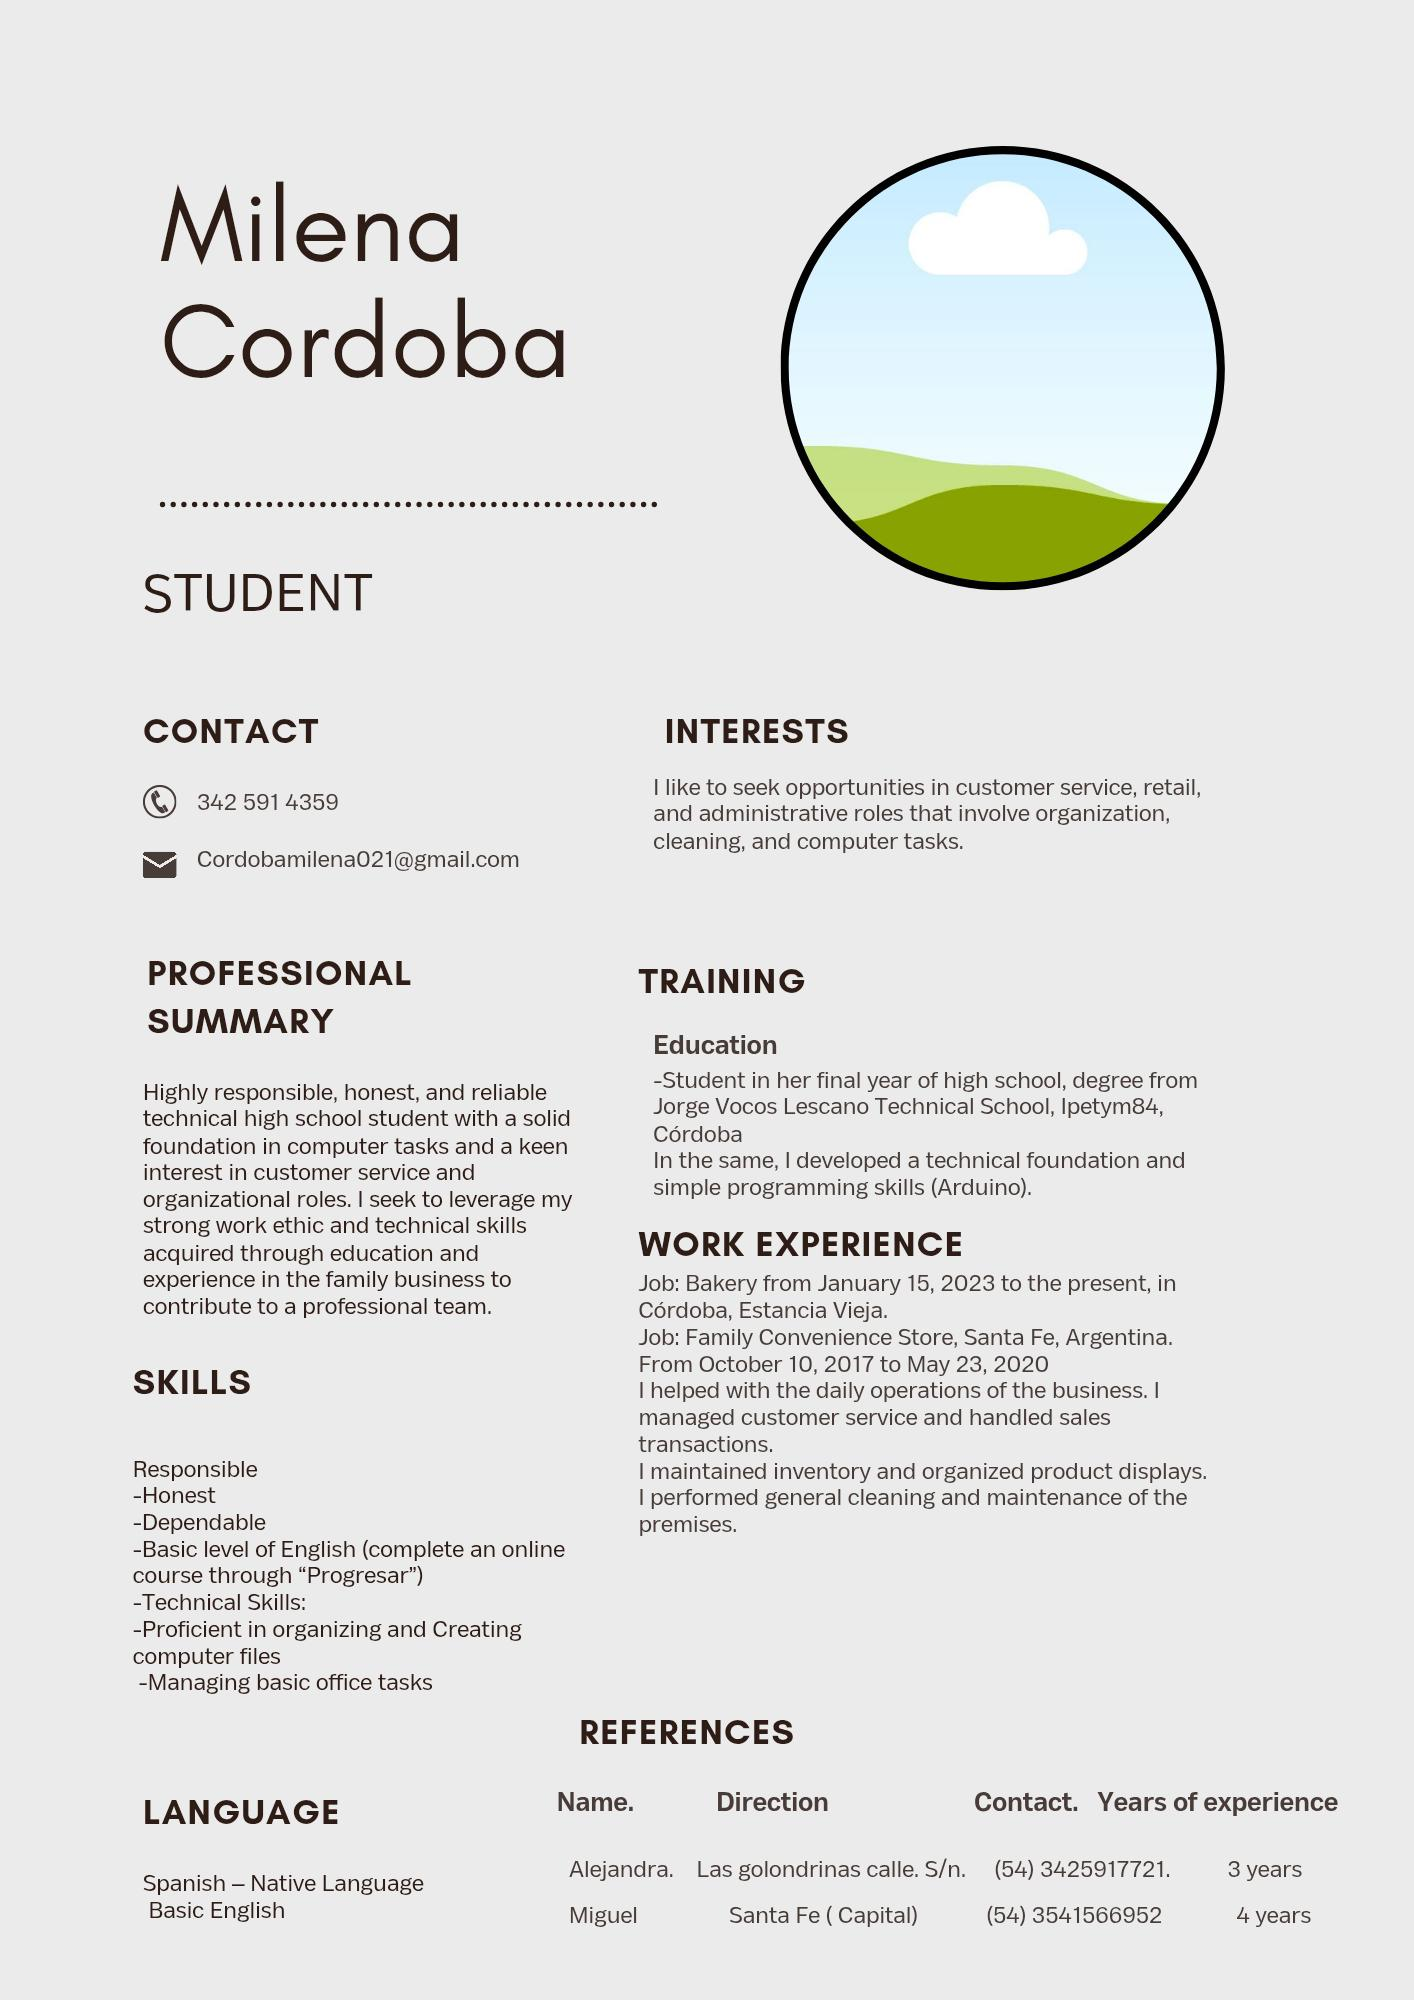 Milena
Cordoba
STUDENT
CONTACT
342 591 4359
Cordobamilena021@gmail.com
INTERESTS
I like to seek opportunities in customer service, retail,
and administrative roles that involve organization,
cleaning, and computer tasks.
PROFESSIONAL
SUMMARY
Highly responsible, honest, and reliable
technical high school student with a solid
foundation in computer tasks and a keen
interest in customer service and
organizational roles. I seek to leverage my
strong work ethic and technical skills
acquired through education and
experience in the family business to
contribute to a professional team.
TRAINING
Education
-Student in her final year of high school, degree from
Jorge Vocos Lescano Technical School, Ipetym84,
Córdoba
In the same, I developed a technical foundation and
simple programming skills (Arduino).
WORK EXPERIENCE
Job: Bakery from January 15, 2023 to the present, in
Córdoba, Estancia Vieja.
Job: Family Convenience Store, Santa Fe, Argentina.
From October 10, 2017 to May 23, 2020
I helped with the daily operations of the business. I
managed customer service and handled sales
transactions.
I maintained inventory and organized product displays.
I performed general cleaning and maintenance of the
premises.
SKILLS
Responsible
-Honest
-Dependable
-Basic level of English (complete an online
course through “Progresar”)
-Technical Skills:
-Proficient in organizing and Creating
computer files
-Managing basic office tasks
LANGUAGE
Spanish – Native Language
Basic English
REFERENCES
Name. Direction Contact. Years of experience
Alejandra. Las golondrinas calle. S/n. (54) 3425917721. 3 years
Miguel Santa Fe ( Capital) (54) 3541566952 4 years